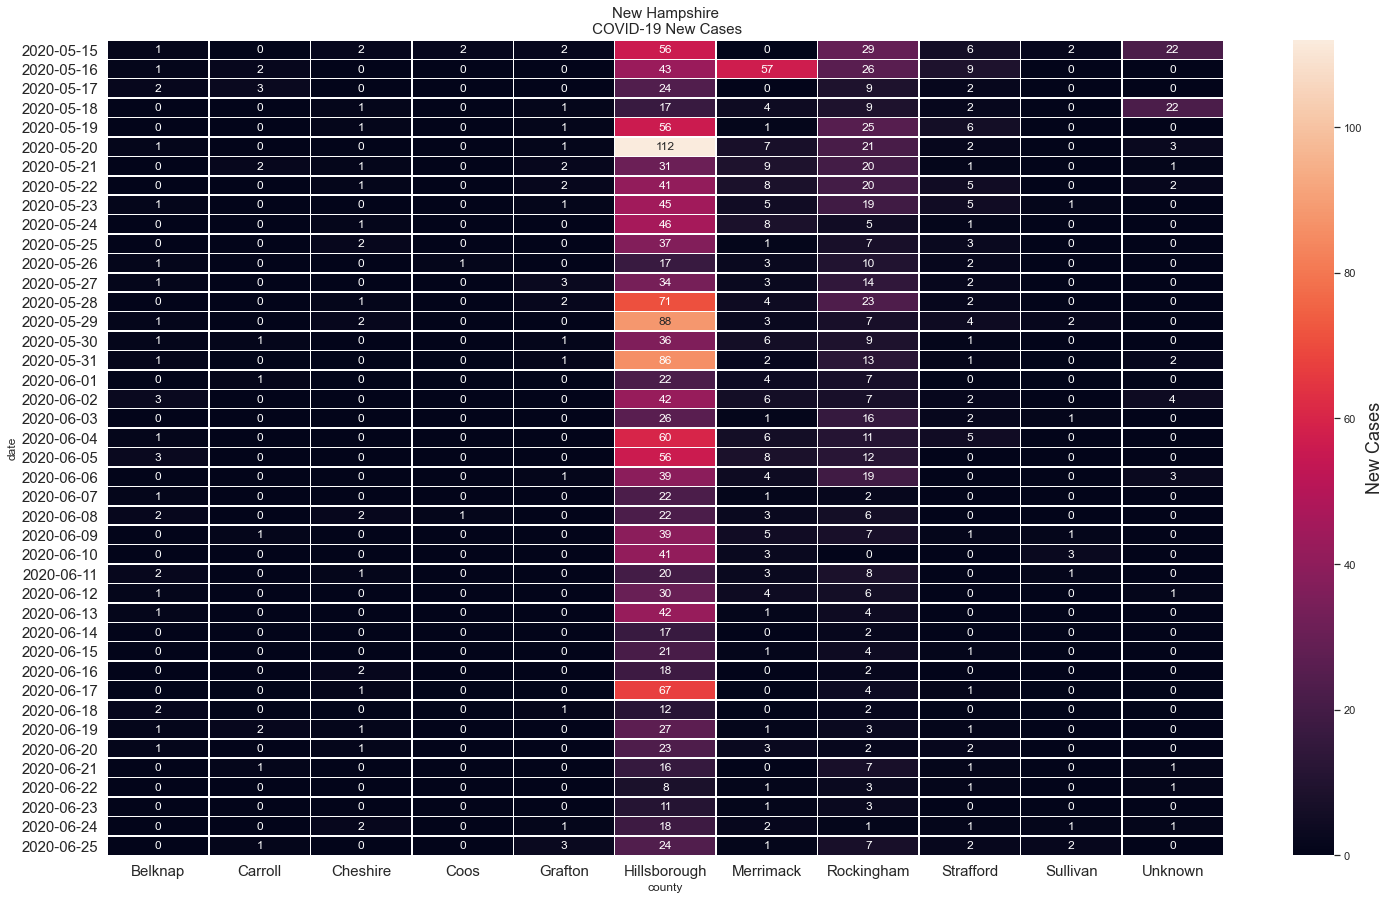 New Hampshire
COVID-19 New Cases
2020-05-15 1 0 2 2 2 56 0 29 6 2 22
2020-05-16 1 2 0 0 0 43 57 26 9 0 0
2020-05-17 2 3 0 0 0 24 0 9 2 0 0
2020-05-18 0 0 1 0 1 17 4 9 2 0 22
2020-05-19 0 0 1 0 1 56 1 25 6 0 0
2020-05-20 1 0 0 0 1 112 7 21 2 0 3
2020-05-21 0 2 1 0 2 31 9 20 1 0 1
2020-05-22 0 0 1 0 2 41 8 20 5 0 2
2020-05-23 1 0 0 0 1 45 5 19 5 1 0
2020-05-24 0 0 1 0 0 46 8 5 1 0 0
2020-05-25 0 0 2 0 0 37 1 7 3 0 0
2020-05-26 1 0 0 1 0 17 3 10 2 0 0
2020-05-27 1 0 0 0 3 34 3 14 2 0 0
2020-05-28 0 0 1 0 2 71 4 23 2 0 0
2020-05-29 1 0 2 0 0 88 3 7 4 2 0
2020-05-30 1 1 0 0 1 36 6 9 1 0 0
2020-05-31 1 0 0 0 1 86 2 13 1 0 2
2020-06-01 0 1 0 0 0 22 4 7 0 0 0
2020-06-02 3 0 0 0 0 42 6 7 2 0 4
2020-06-03 0 0 0 0 0 26 1 16 2 1 0
2020-06-04 1 0 0 0 0 60 6 11 5 0 0
2020-06-05 3 0 0 0 0 56 8 12 0 0 0
2020-06-06 0 0 0 0 1 39 4 19 0 0 3
2020-06-07 1 0 0 0 0 22 1 2 0 0 0
2020-06-08 2 0 2 1 0 22 3 6 0 0 0
2020-06-09 0 1 0 0 0 39 5 7 1 1 0
2020-06-10 0 0 0 0 0 41 3 0 0 3 0
2020-06-11 2 0 1 0 0 20 3 8 0 1 0
2020-06-12 1 0 0 0 0 30 4 6 0 0 1
2020-06-13 1 0 0 0 0 42 1 4 0 0 0
2020-06-14 0 0 0 0 0 17 0 2 0 0 0
2020-06-15 0 0 0 0 0 21 1 4 1 0 0
2020-06-16 0 0 2 0 0 18 0 2 0 0 0
2020-06-17 0 0 1 0 0 67 0 4 1 0 0
2020-06-18 2 0 0 0 1 12 0 2 0 0 0
2020-06-19 1 2 1 0 0 27 1 3 1 0 0
2020-06-20 1 0 1 0 0 23 3 2 2 0 0
2020-06-21 0 1 0 0 0 16 0 7 1 0 1
2020-06-22 0 0 0 0 0 8 1 3 1 0 1
2020-06-23 0 0 0 0 0 11 1 3 0 0 0
2020-06-24 0 0 2 0 1 18 2 1 1 1 1
2020-06-25 0 1 0 0 3 24 1 7 2 2 0
Belknap Carroll Cheshire Coos Grafton Hillsborough Merrimack Rockingham Strafford Sullivan Unknown
county
date
100
80
60
40
20
0
New Cases